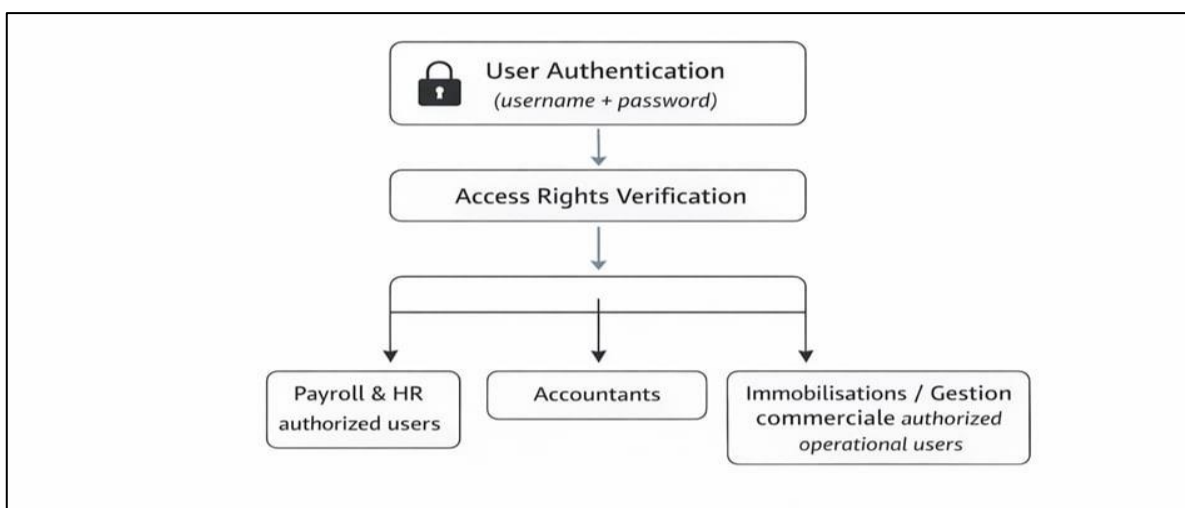 User Authentication
(username + password)
Access Rights Verification
Payroll & HR
authorized users
Accountants
Immobilisations / Gestion
commerciale authorized
operational users